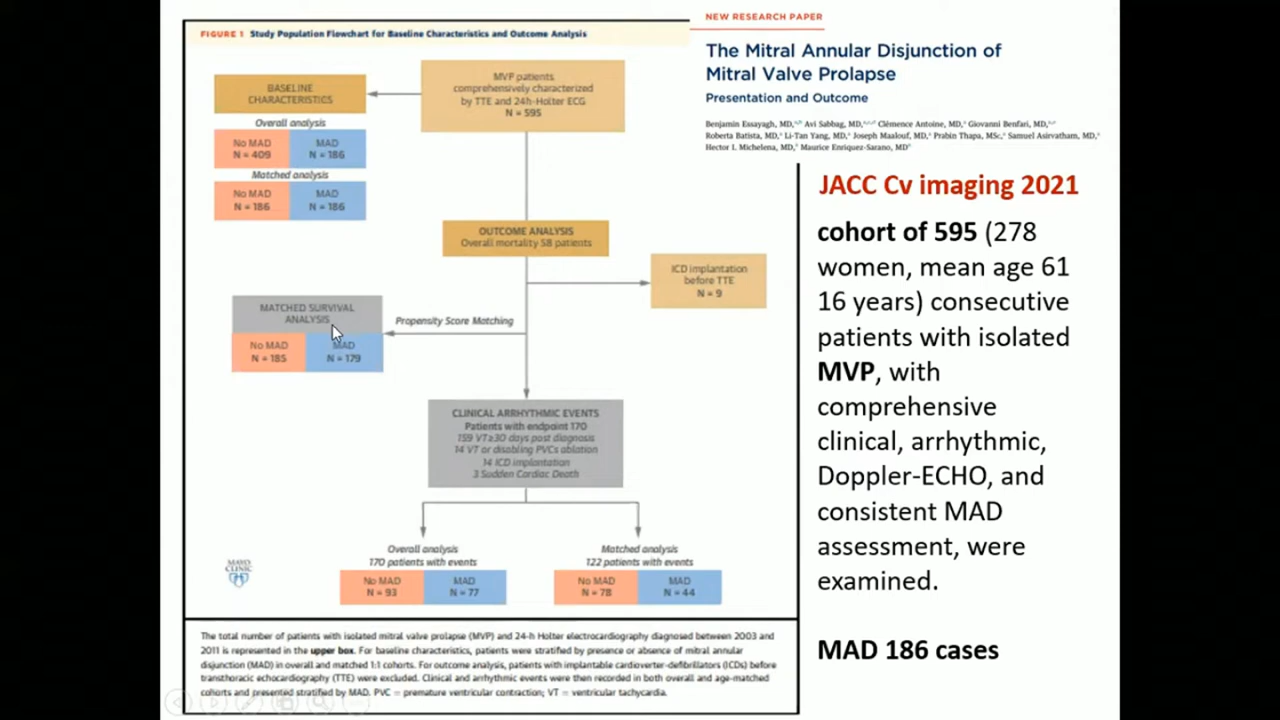 FIGURE 1 Study Population Flowchart for Baseline Characteristics and Outcome Analysis
MVP patients
comprehensively characterized
by TTE and 24h-Holter ECG
N = 595
BASELINE
CHARACTERISTICS
Overall analysis
No MAD
N = 409
MAD
N = 186
Matched analysis
No MAD
N = 186
MAD
N = 186
OUTCOME ANALYSIS
Overall mortality 58 patients
ICD implantation
before TTE
N = 9
MATCHED SURVIVAL
ANALYSIS
Propensity Score Matching
No MAD
N = 185
MAD
N = 179
CLINICAL ARRHYTHMIC EVENTS
Patients with endpoint 170
159 VT≥30 days post diagnosis
14 VT or disabling PVCs ablation
14 ICD implantation
3 Sudden Cardiac Death
Overall analysis
170 patients with events
No MAD
N = 93
MAD
N = 77
Matched analysis
122 patients with events
No MAD
N = 78
MAD
N = 44
MAYO
CLINIC
The total number of patients with isolated mitral valve prolapse (MVP) and 24-h Holter electrocardiography diagnosed between 2003 and
2011 is represented in the upper box. For baseline characteristics, patients were stratified by presence or absence of mitral annular
disjunction (MAD) in overall and matched 1:1 cohorts. For outcome analysis, patients with implantable cardioverter-defibrillators (ICDs) before
transthoracic echocardiography (TTE) were excluded. Clinical and arrhythmic events were then recorded in both overall and age-matched
cohorts and presented stratified by MAD. PVC = premature ventricular contraction; VT = ventricular tachycardia.
NEW RESEARCH PAPER
The Mitral Annular Disjunction of
Mitral Valve Prolapse
Presentation and Outcome
Benjamin Essayagh, MD, Avi Sabbag, MD, Clémence Antoine, MD, Giovanni Benfari, MD,
Roberta Batista, MD, Li-Tan Yang, MD, Joseph Maalouf, MD, Prabin Thapa, MSc, Samuel Asirvatham, MD,
Hector I. Michelena, MD, Maurice Enriquez-Sarano, MD
JACC Cv imaging 2021
cohort of 595 (278
women, mean age 61
16 years) consecutive
patients with isolated
MVP, with
comprehensive
clinical, arrhythmic,
Doppler-ECHO, and
consistent MAD
assessment, were
examined.
MAD 186 cases